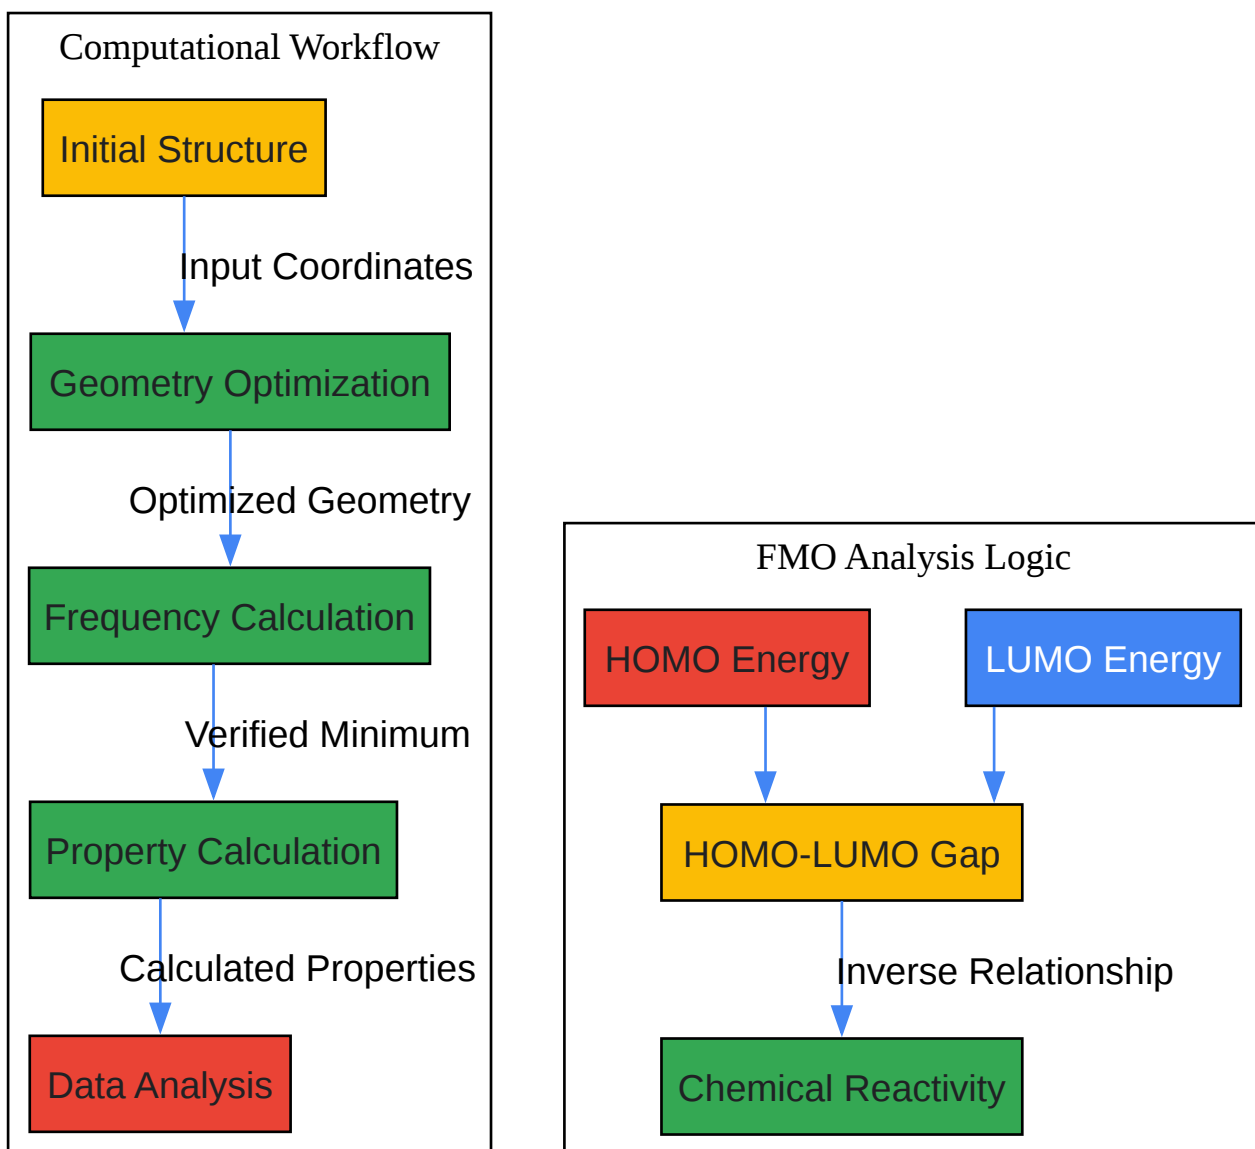 Computational Workflow
Initial Structure
Input Coordinates
Geometry Optimization
Optimized Geometry
Frequency Calculation
Verified Minimum
Property Calculation
Calculated Properties
Data Analysis
FMO Analysis Logic
HOMO Energy
LUMO Energy
HOMO-LUMO Gap
Inverse Relationship
Chemical Reactivity